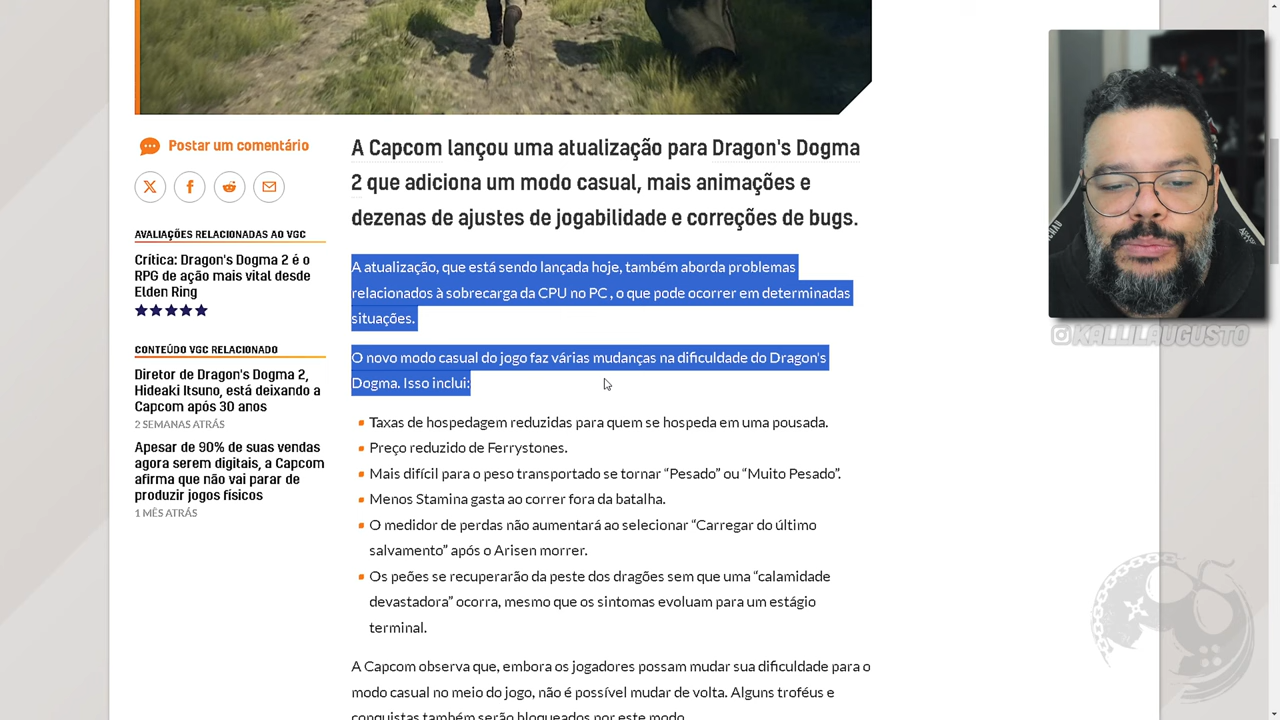 Postar um comentário
AVALIAÇÕES RELACIONADAS AO VGC
Crítica: Dragon's Dogma 2 é o
RPG de ação mais vital desde
Elden Ring
CONTEÚDO VGC RELACIONADO
Diretor de Dragon's Dogma 2,
Hideaki Itsuno, está deixando a
Capcom após 30 anos
2 SEMANAS ATRÁS
Apesar de 90% de suas vendas
agora serem digitais, a Capcom
afirma que não vai parar de
produzir jogos físicos
1 MÊS ATRÁS
A Capcom lançou uma atualização para Dragon's Dogma
2 que adiciona um modo casual, mais animações e
dezenas de ajustes de jogabilidade e correções de bugs.
A atualização, que está sendo lançada hoje, também aborda problemas
relacionados à sobrecarga da CPU no PC , o que pode ocorrer em determinadas
situações.
O novo modo casual do jogo faz várias mudanças na dificuldade do Dragon's
Dogma. Isso inclui:
Taxas de hospedagem reduzidas para quem se hospeda em uma pousada.
Preço reduzido de Ferrystones.
Mais difícil para o peso transportado se tornar “Pesado” ou “Muito Pesado”.
Menos Stamina gasta ao correr fora da batalha.
O medidor de perdas não aumentará ao selecionar “Carregar do último
salvamento” após o Arisen morrer.
Os peões se recuperarão da peste dos dragões sem que uma “calamidade
devastadora” ocorra, mesmo que os sintomas evoluam para um estágio
terminal.
A Capcom observa que, embora os jogadores possam mudar sua dificuldade para o
modo casual no meio do jogo, não é possível mudar de volta. Alguns troféus e
conquistas também serão bloqueados por este modo.
KALLILAUGUSTO